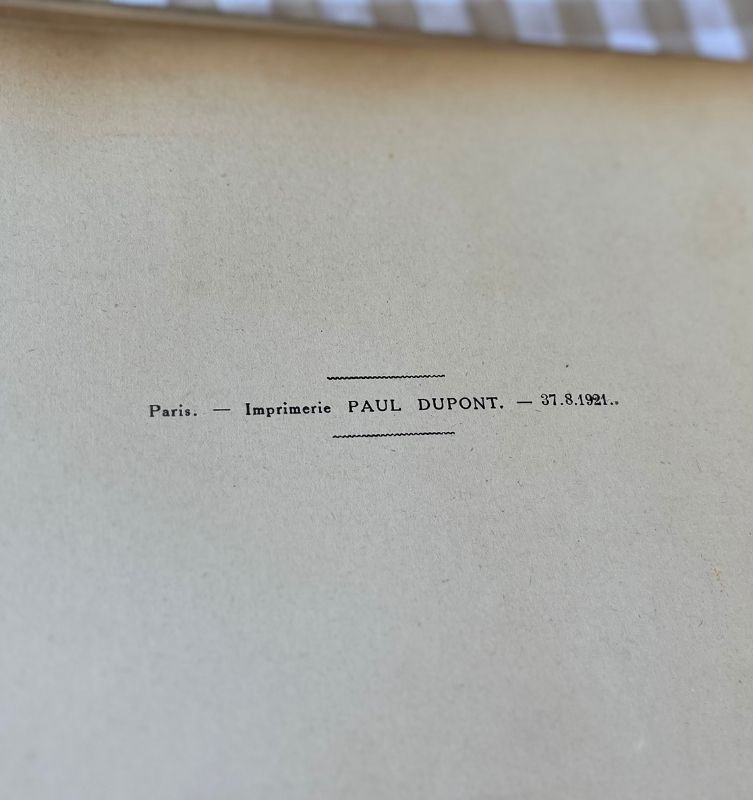 Paris. — Imprimerie PAUL DUPONT. — 37.8.1921..